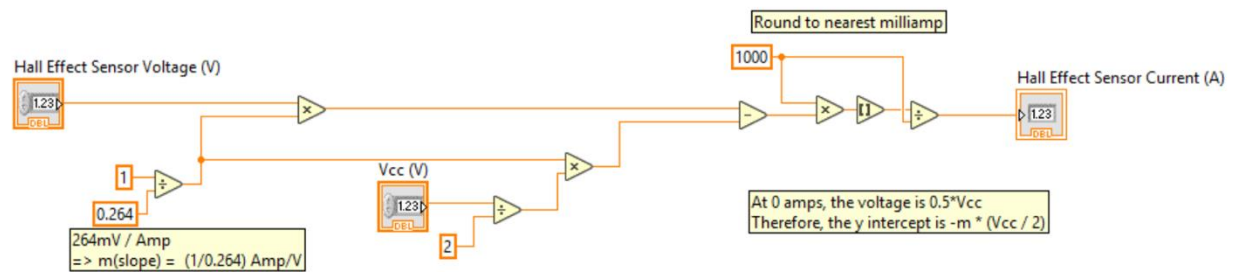 Round to nearest milliamp
1000
Hall Effect Sensor Voltage (V)
1.23
DBL
Hall Effect Sensor Current (A)
1.23
DBL
×
-
×
[ ]
÷
1
÷
0.264
Vcc (V)
1.23
DBL
÷
2
×
264mV / Amp
=> m(slope) =  (1/0.264) Amp/V
At 0 amps, the voltage is 0.5*Vcc
Therefore, the y intercept is -m * (Vcc / 2)